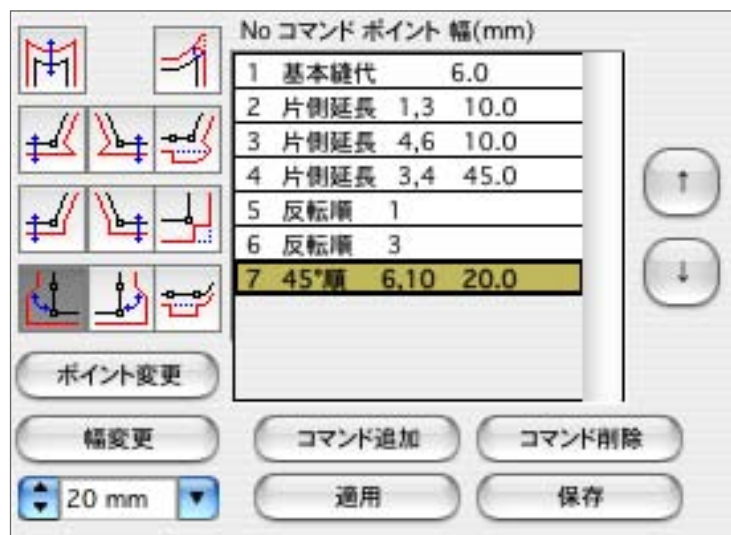 No コマンド ポイント 幅(mm)
1 基本縫代 6.0
2 片側延長 1,3 10.0
3 片側延長 4,6 10.0
4 片側延長 3,4 45.0
5 反転順 1
6 反転順 3
7 45°順 6,10 20.0
↑
↓
ポイント変更
幅変更 コマンド追加 コマンド削除
20 mm 適用 保存